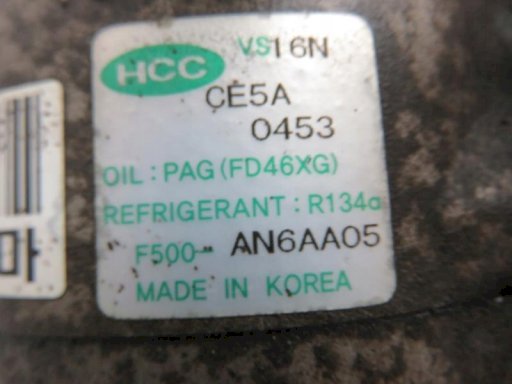 HCC VS16N
CE5A
0453
OIL : PAG (FD46XG)
REFRIGERANT : R134a
F500-AN6AA05
MADE IN KOREA